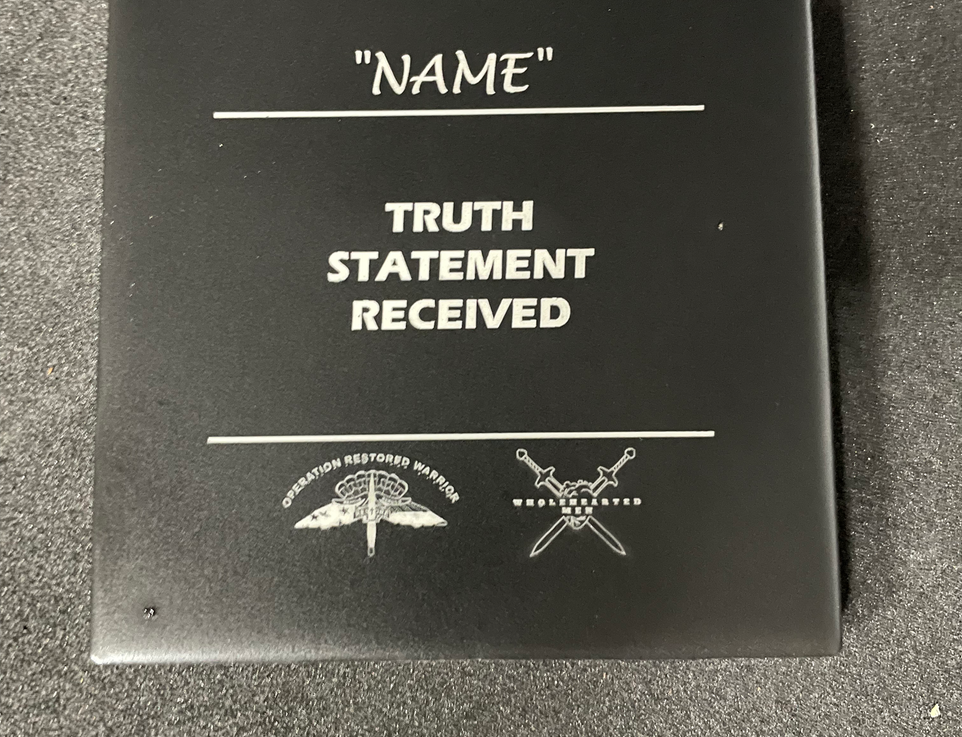 "NAME"
TRUTH
STATEMENT
RECEIVED
OPERATION RESTORED WARRIOR
WHOLEHEARTED
MEN